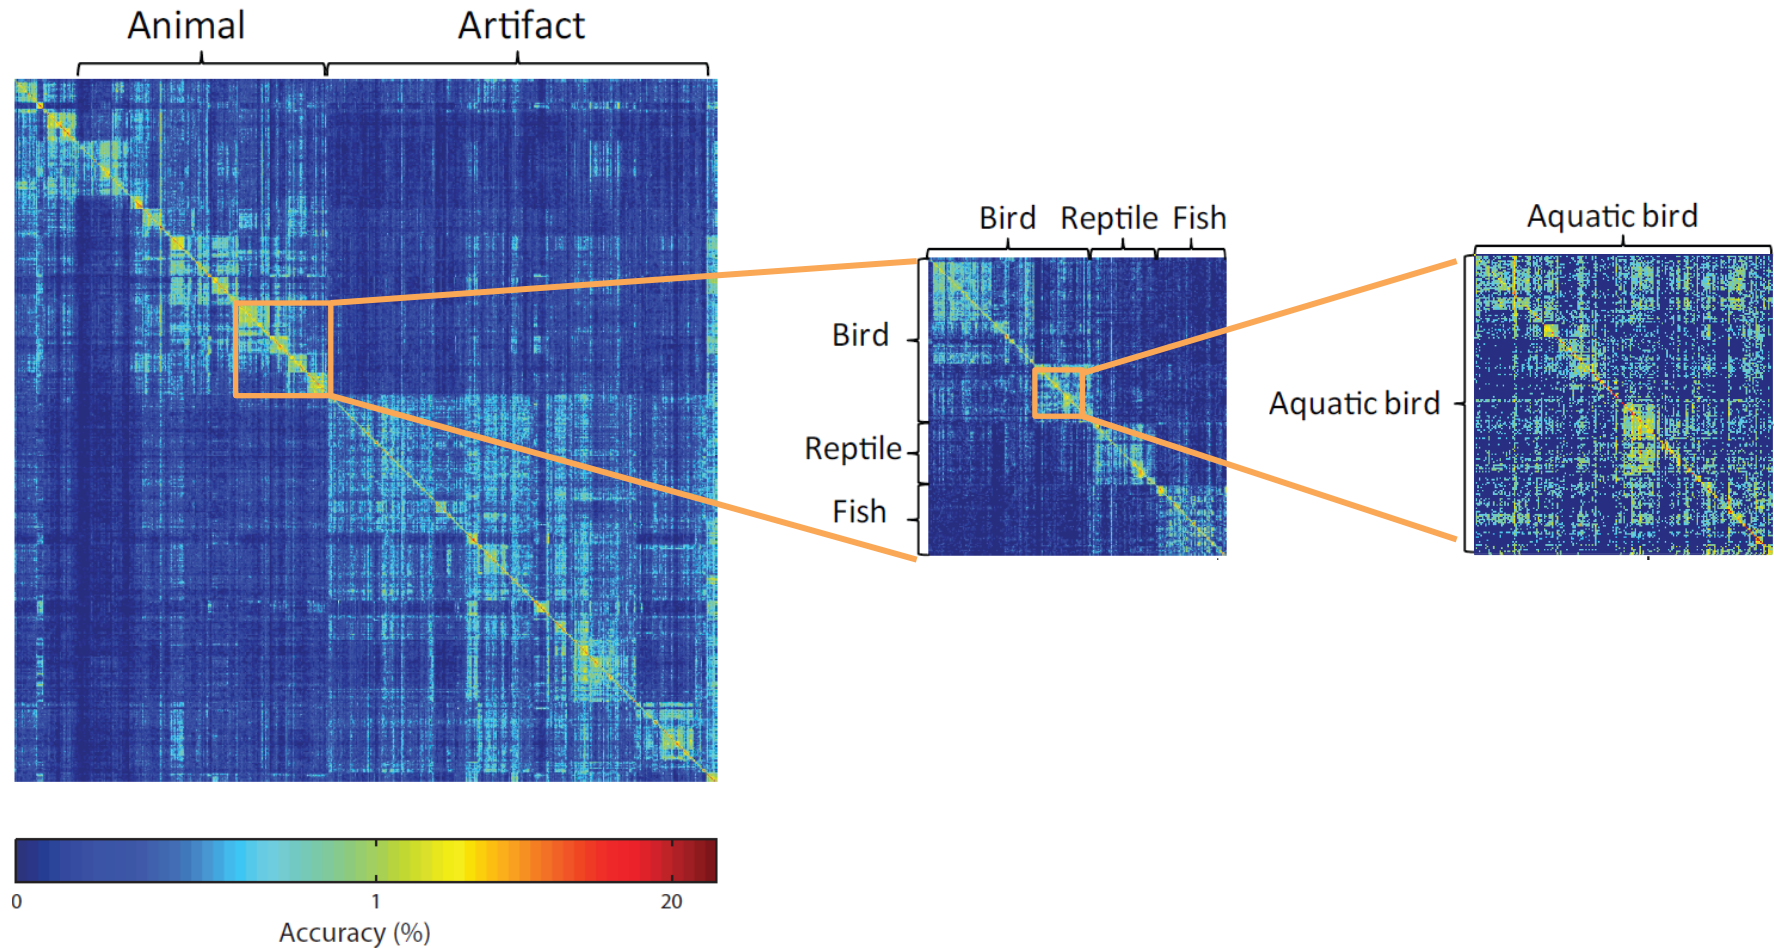 Animal
Artifact
Bird
Reptile
Fish
Bird
Reptile
Fish
Aquatic bird
Aquatic bird
0
1
20
Accuracy (%)